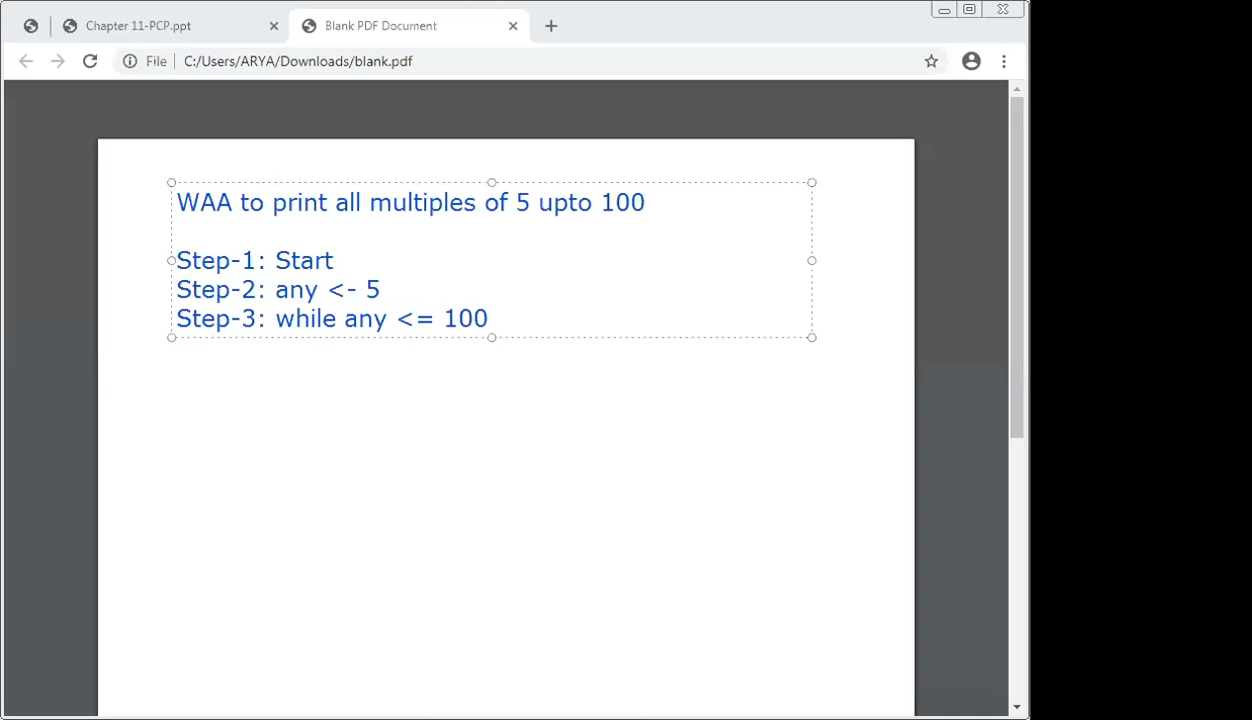 Chapter 11-PCP.ppt
Blank PDF Document
File
C:/Users/ARYA/Downloads/blank.pdf
WAA to print all multiples of 5 upto 100
Step-1: Start
Step-2: any <- 5
Step-3: while any <= 100